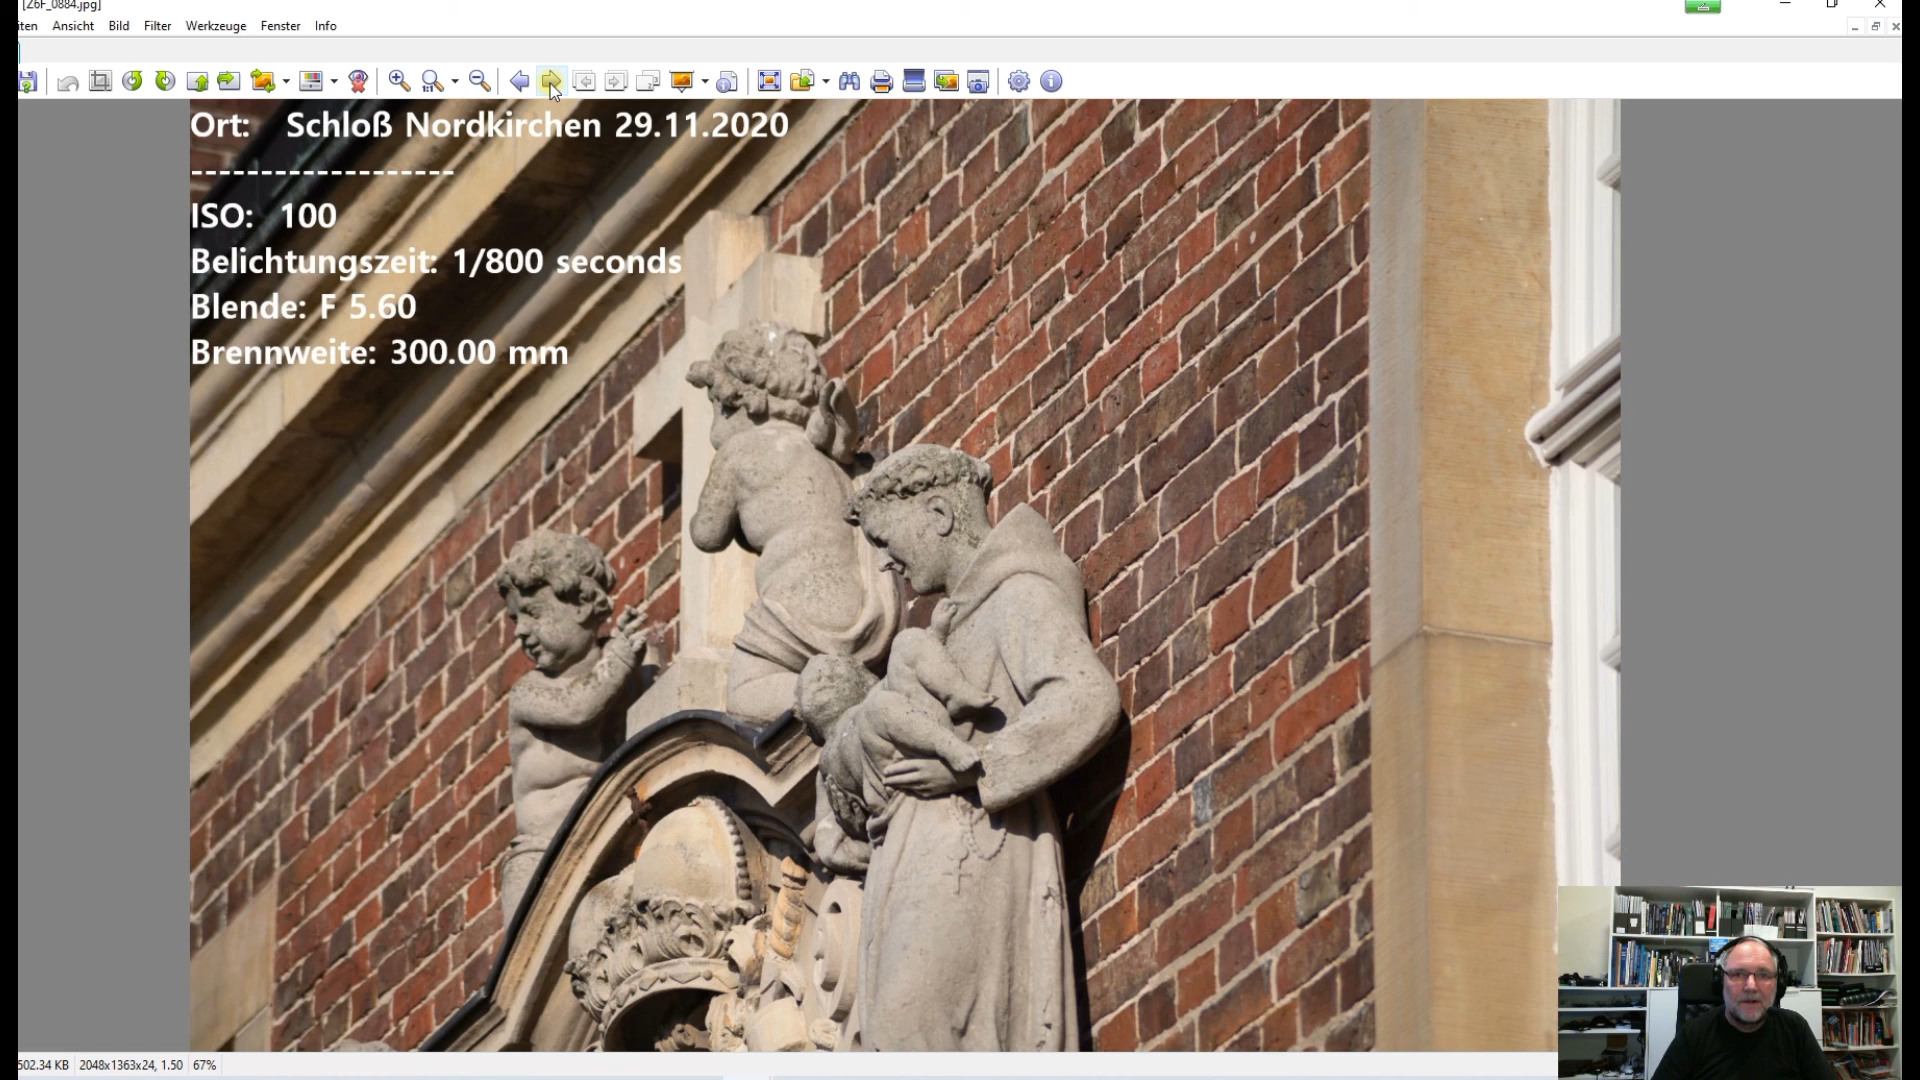 [Z6F_0884.jpg]
iten Ansicht Bild Filter Werkzeuge Fenster Info
Ort: Schloß Nordkirchen 29.11.2020
-------------------
ISO: 100
Belichtungszeit: 1/800 seconds
Blende: F 5.60
Brennweite: 300.00 mm
502.34 KB 2048x1363x24, 1.50 67%